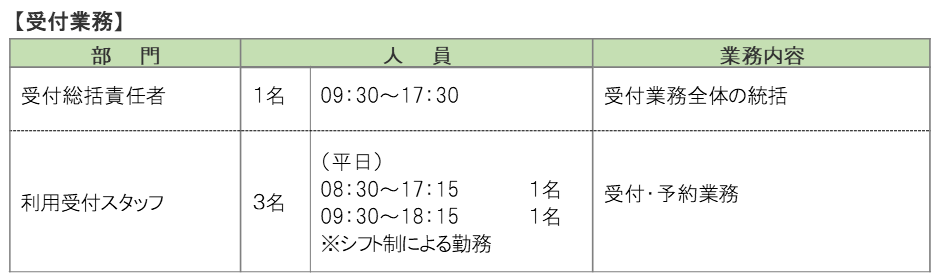 【受付業務】
部　門　人　員　業務内容
受付総括責任者　1名　09:30～17:30　受付業務全体の統括
利用受付スタッフ　3名　(平日)
08:30～17:15　1名
09:30～18:15　1名
※シフト制による勤務
受付・予約業務